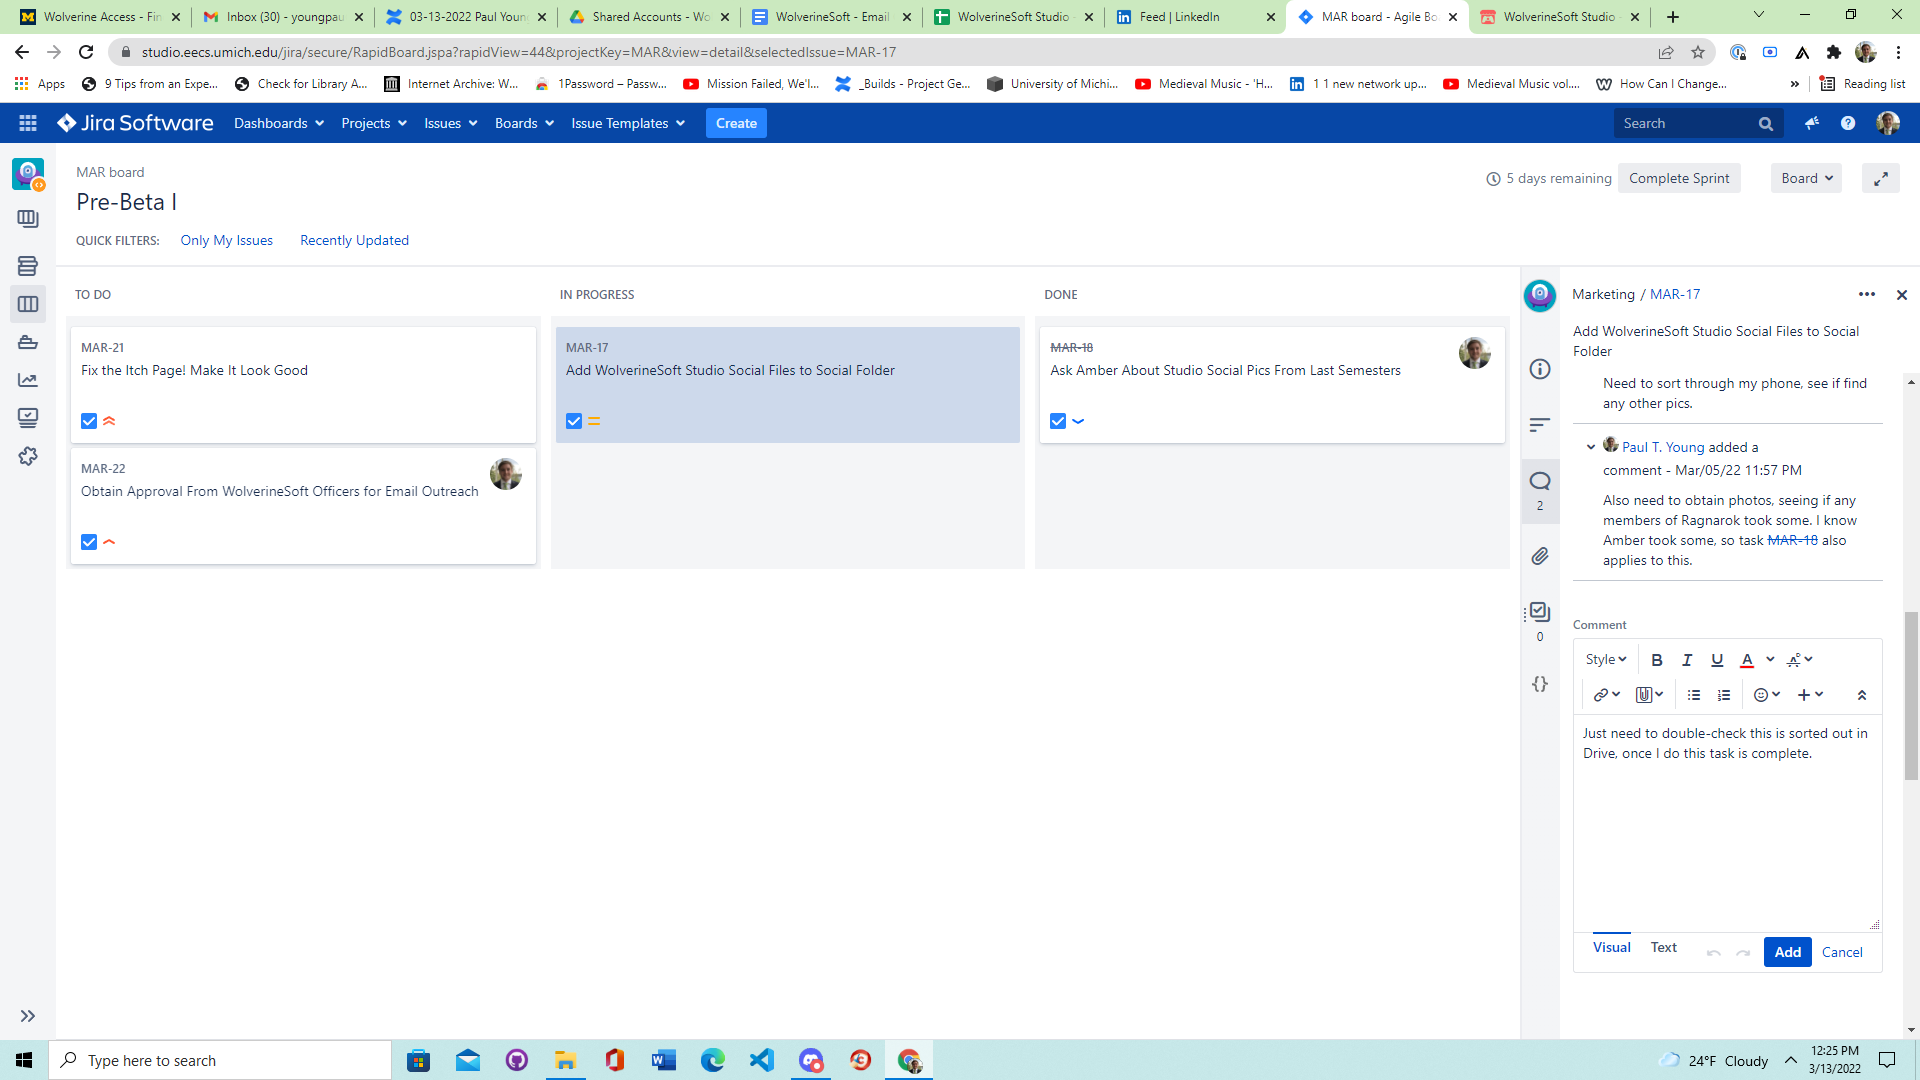 Wolverine Access - Fin
Inbox (30) - youngpau
03-13-2022 Paul Young
Shared Accounts - Wo
WolverineSoft - Email
WolverineSoft Studio -
Feed | LinkedIn
MAR board - Agile Bo
WolverineSoft Studio -
studio.eecs.umich.edu/jira/secure/RapidBoard.jspa?rapidView=44&projectKey=MAR&view=detail&selectedIssue=MAR-17
Apps
9 Tips from an Expe...
Check for Library A...
Internet Archive: W...
1Password – Passw...
Mission Failed, We'l...
_Builds - Project Ge...
University of Michi...
Medieval Music - 'H...
1 1 new network up...
Medieval Music vol....
How Can I Change...
»
Reading list
Jira Software
Dashboards
Projects
Issues
Boards
Issue Templates
Create
Search
MAR board
Pre-Beta I
5 days remaining
Complete Sprint
Board
QUICK FILTERS:
Only My Issues
Recently Updated
TO DO
IN PROGRESS
DONE
MAR-21
Fix the Itch Page! Make It Look Good
MAR-22
Obtain Approval From WolverineSoft Officers for Email Outreach
MAR-17
Add WolverineSoft Studio Social Files to Social Folder
MAR-18
Ask Amber About Studio Social Pics From Last Semesters
2
0
Marketing / MAR-17
Add WolverineSoft Studio Social Files to Social
Folder
Need to sort through my phone, see if find
any other pics.
Paul T. Young added a
comment - Mar/05/22 11:57 PM
Also need to obtain photos, seeing if any
members of Ragnarok took some. I know
Amber took some, so task MAR-18 also
applies to this.
Comment
Style
B I U A
Just need to double-check this is sorted out in
Drive, once I do this task is complete.
Visual
Text
Add
Cancel
Type here to search
24°F Cloudy
12:25 PM
3/13/2022